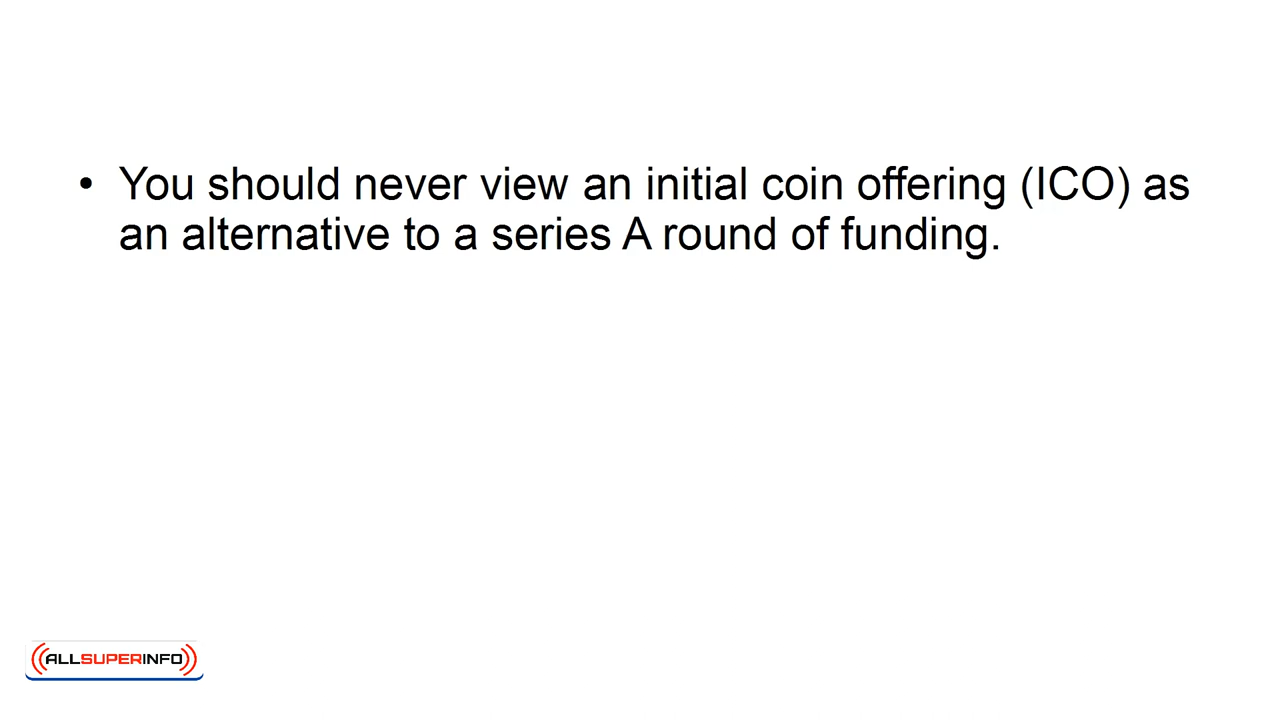 • You should never view an initial coin offering (ICO) as
an alternative to a series A round of funding.
ALLSUPERINFO